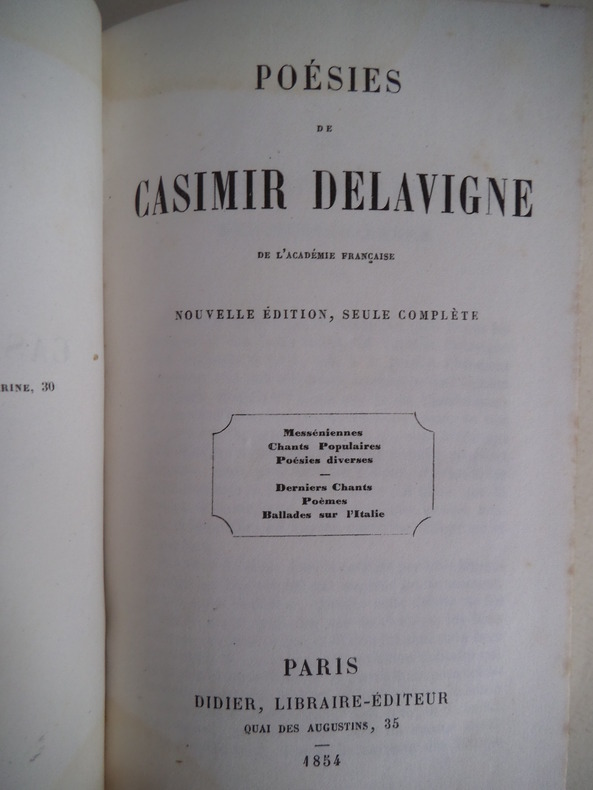 RINE, 30
POÉSIES
DE
CASIMIR DELAVIGNE
DE L'ACADÉMIE FRANÇAISE
NOUVELLE ÉDITION, SEULE COMPLÈTE
Messéniennes
Chants Populaires
Poésies diverses
—
Derniers Chants
Poèmes
Ballades sur l'Italie
PARIS
DIDIER, LIBRAIRE-ÉDITEUR
QUAI DES AUGUSTINS, 35
—
1854